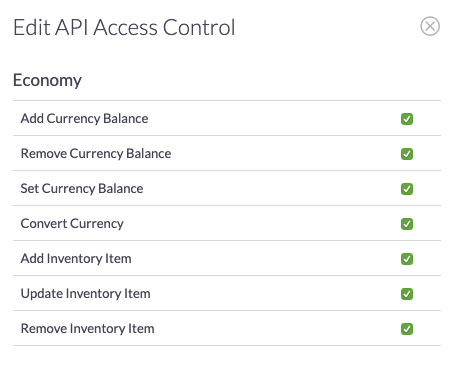 Edit API Access Control
Economy
Add Currency Balance
Remove Currency Balance
Set Currency Balance
Convert Currency
Add Inventory Item
Update Inventory Item
Remove Inventory Item